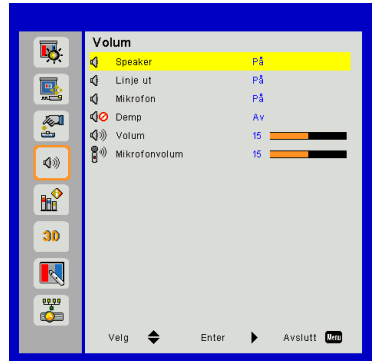 Volum
Speaker På
Linje ut På
Mikrofon På
Demp Av
Volum 15
Mikrofonvolum 15
3D
Velg Enter Avslutt Menu